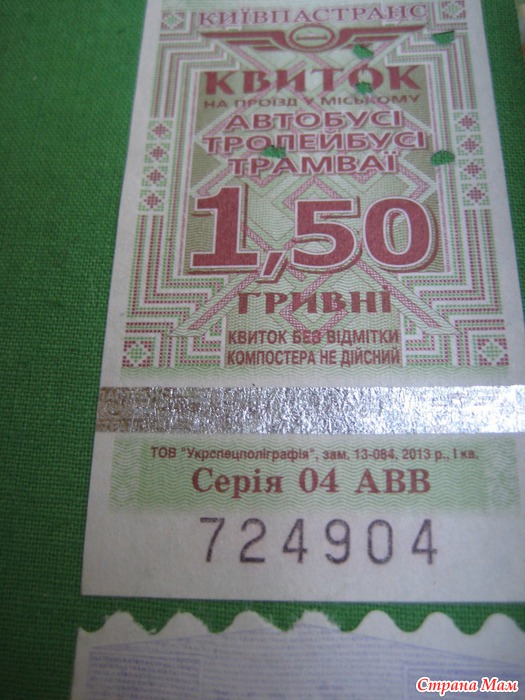 КИЇВПАСТРАНС
КВИТОК
НА ПРОЇЗД У МІСЬКОМУ
АВТОБУСІ
ТРОЛЕЙБУСІ
ТРАМВАЇ
1,50
ГРИВНІ
КВИТОК БЕЗ ВІДМІТКИ
КОМПОСТЕРА НЕ ДІЙСНИЙ
ТОВ "Укрспецполіграфія", зам. 13-084, 2013 р., І кв.
Серія 04 АВВ
724904
Страна Мам